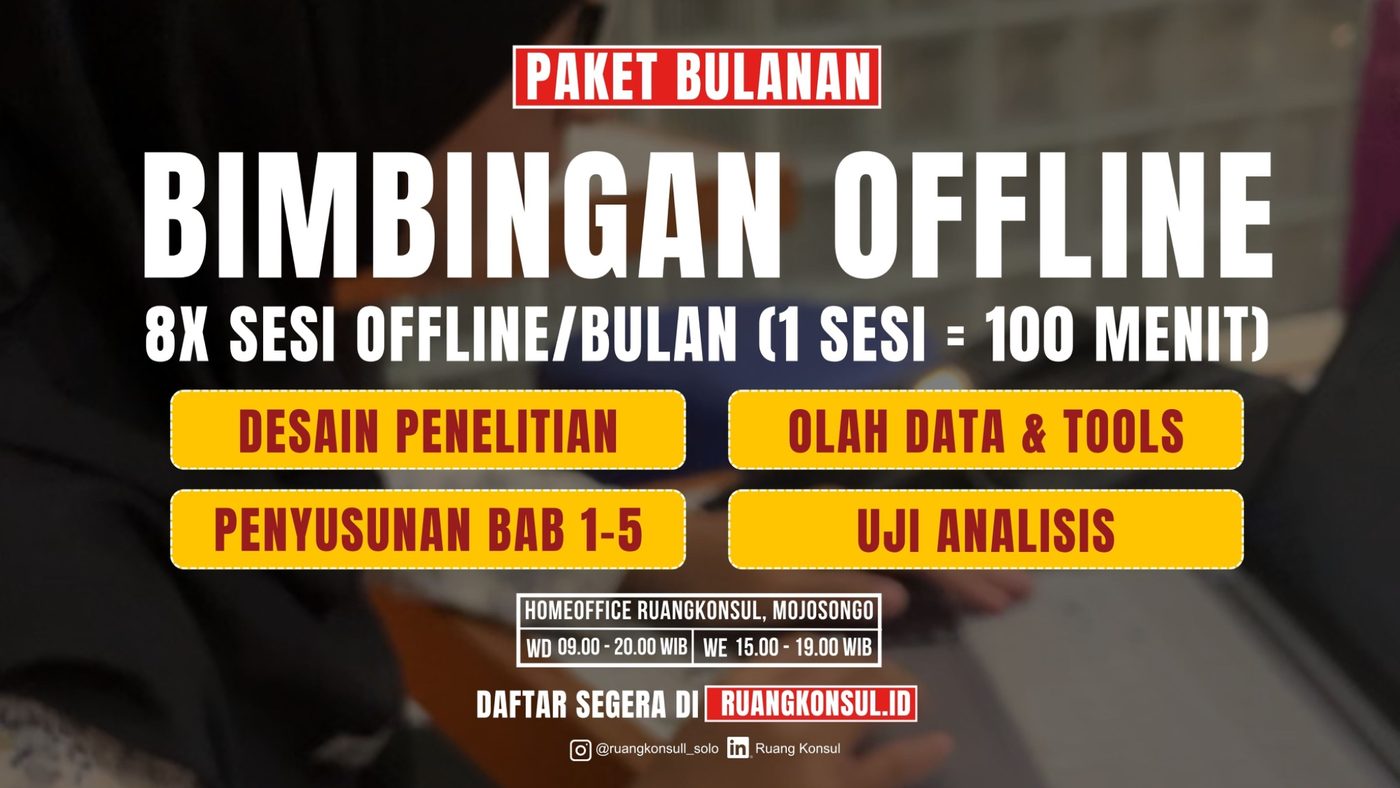 PAKET BULANAN
BIMBINGAN OFFLINE
8X SESI OFFLINE/BULAN (1 SESI = 100 MENIT)
DESAIN PENELITIAN
OLAH DATA & TOOLS
PENYUSUNAN BAB 1-5
UJI ANALISIS
HOMEOFFICE RUANGKONSUL, MOJOSONGO
WD 09.00 - 20.00 WIB
WE 15.00 - 19.00 WIB
DAFTAR SEGERA DI RUANGKONSUL.ID
@ruangkonsull_solo in Ruang Konsul